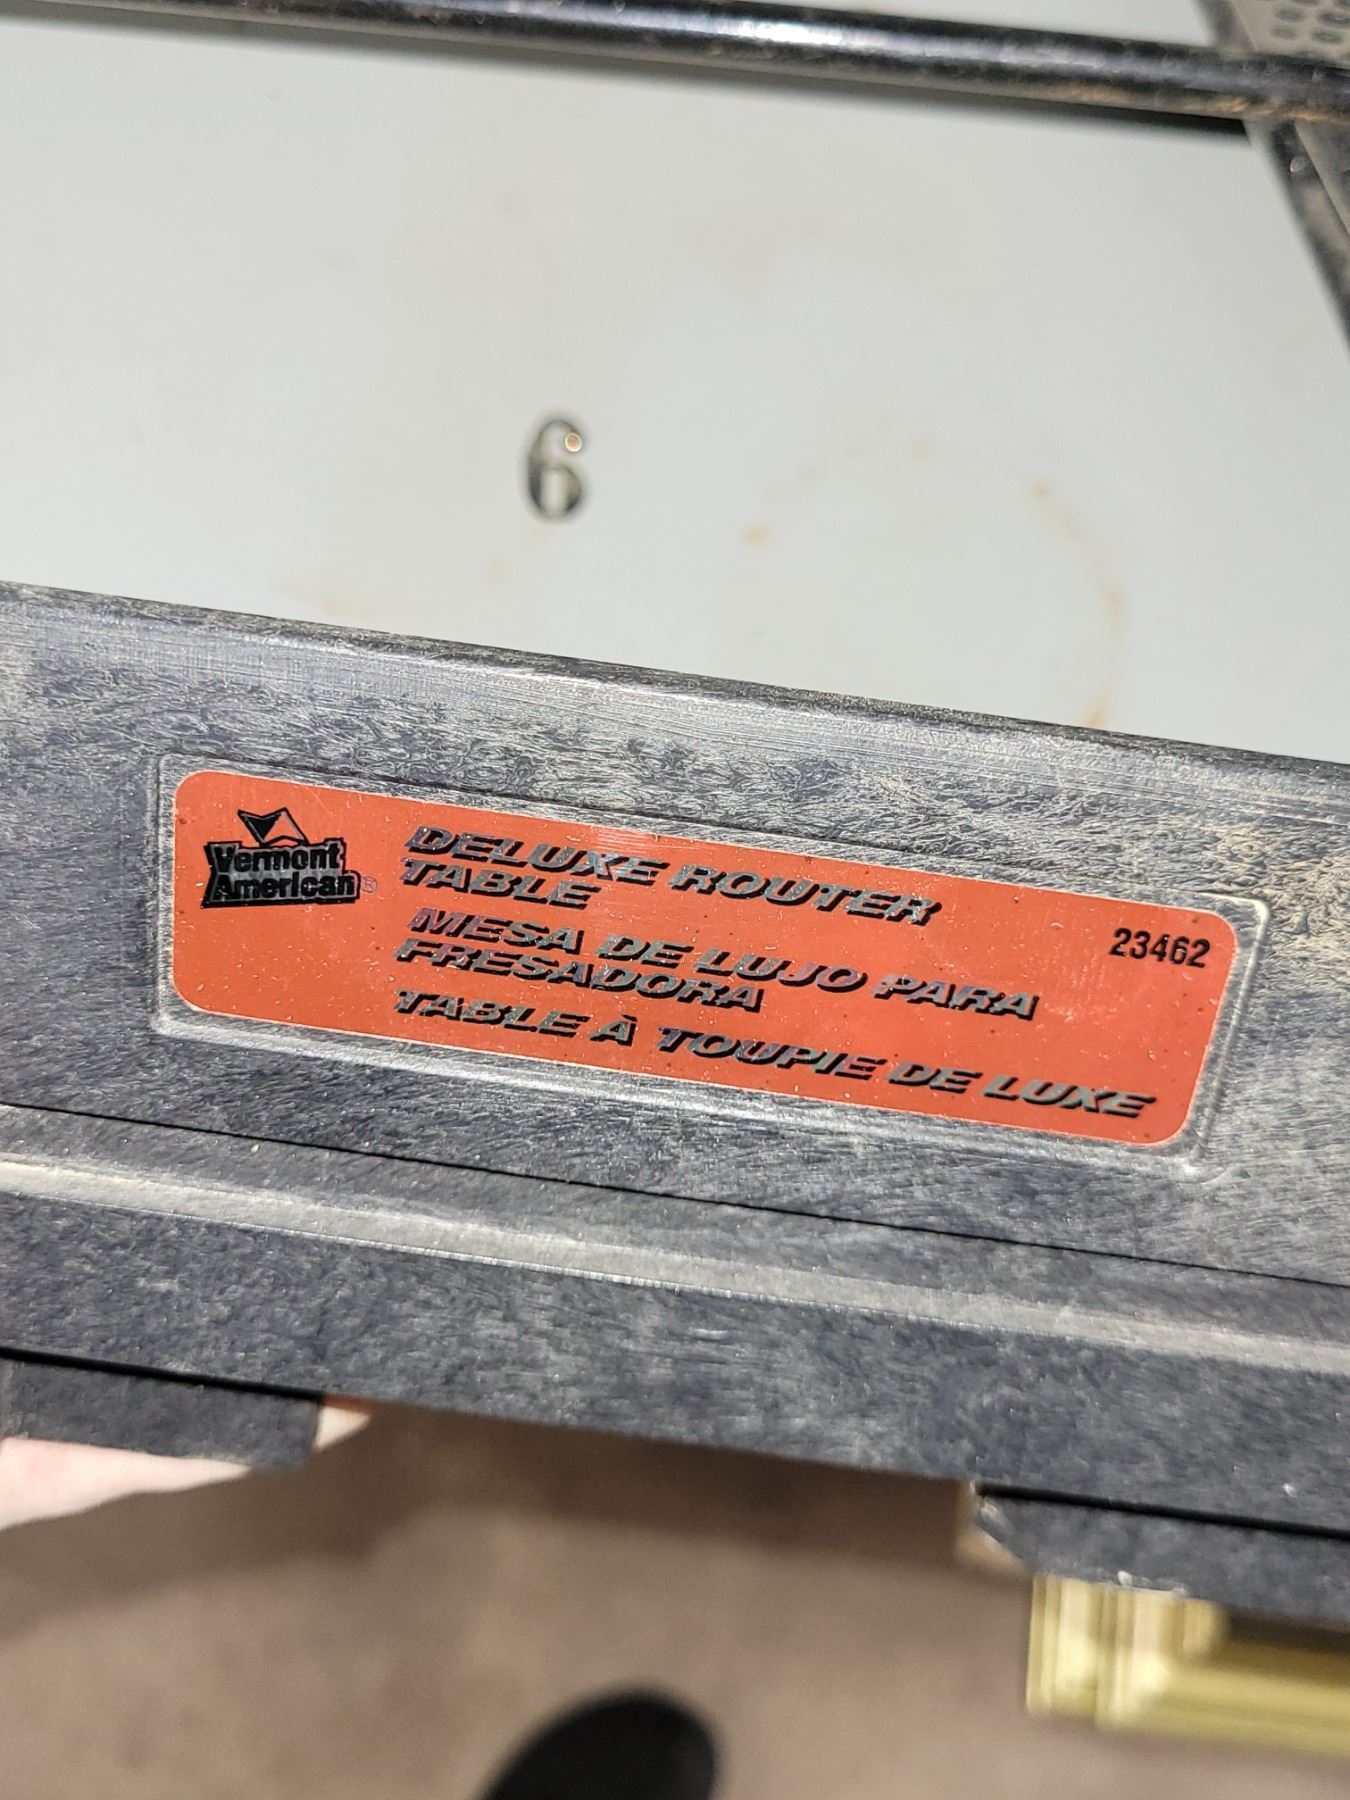 6
Vermont
American®
DELUXE ROUTER
TABLE
MESA DE LUJO PARA
FRESADORA
TABLE À TOUPIE DE LUXE
23462